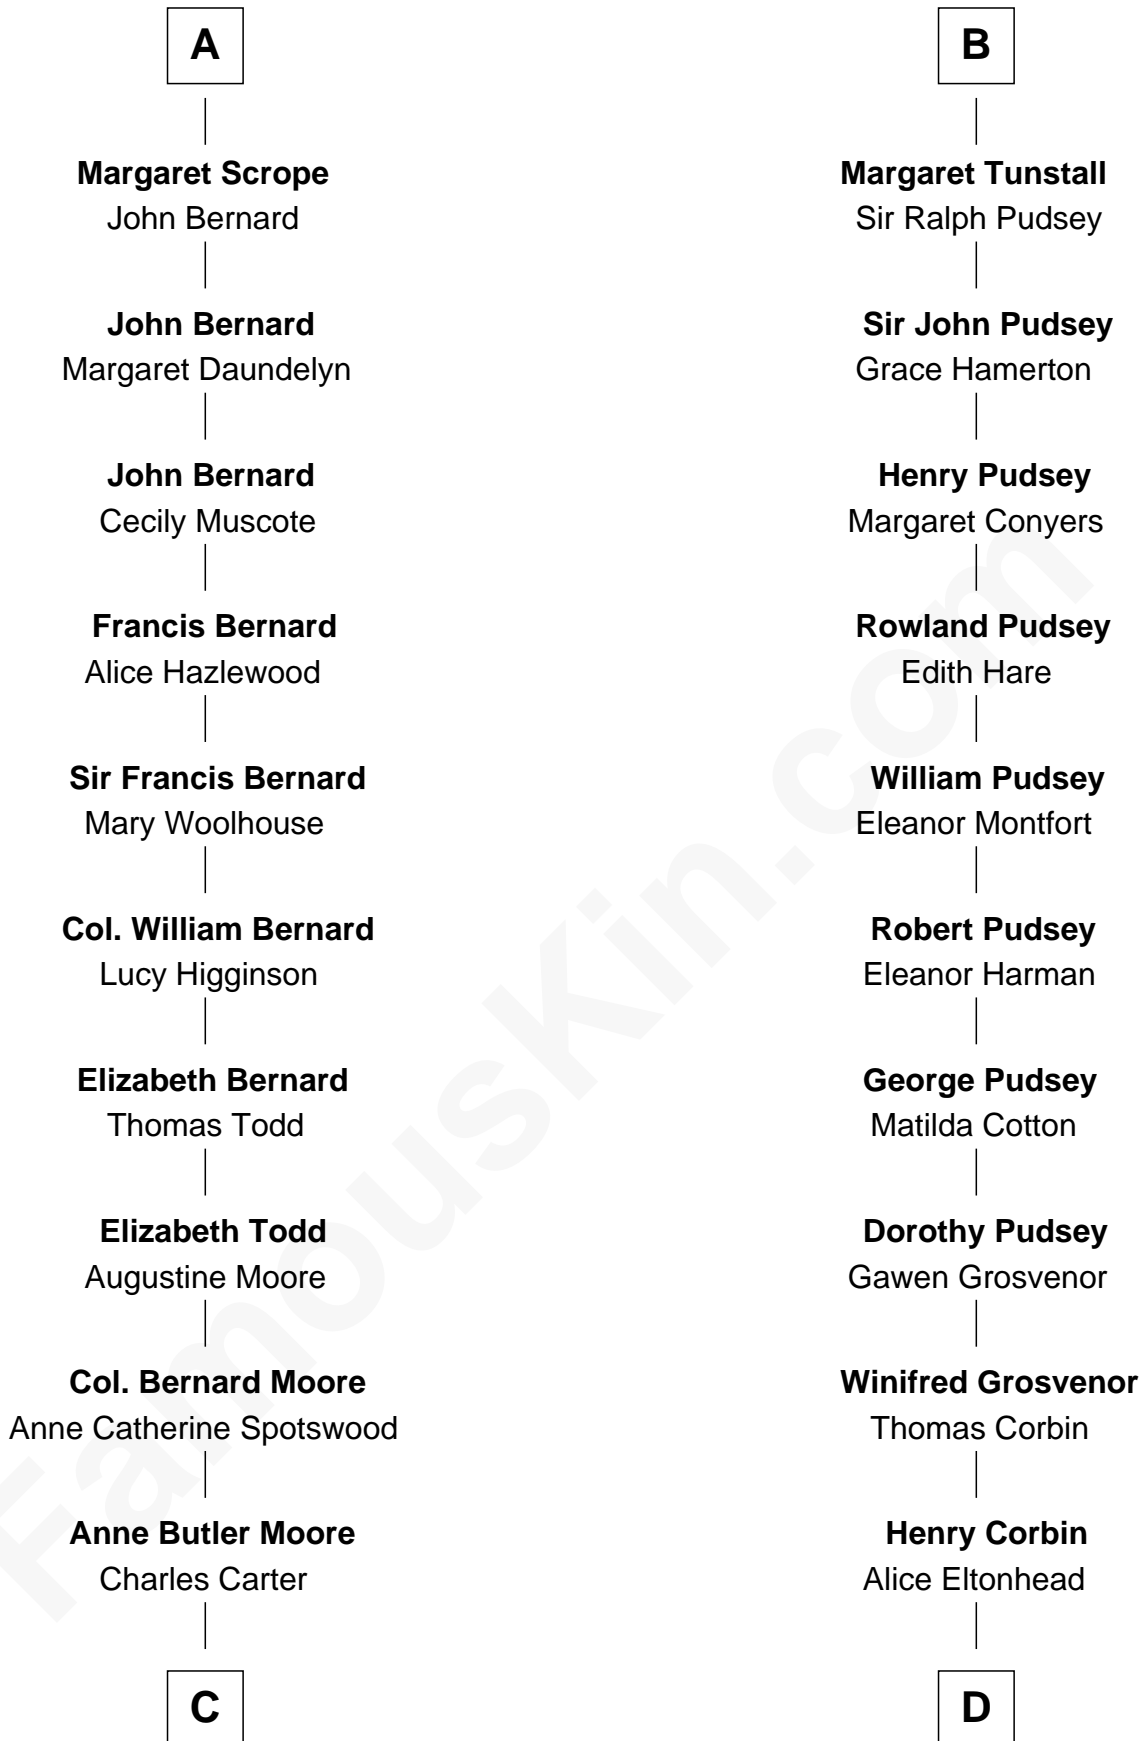 A
Margaret Scrope
John Bernard
John Bernard
Margaret Daundelyn
John Bernard
Cecily Muscote
Francis Bernard
Alice Hazlewood
Sir Francis Bernard
Mary Woolhouse
Col. William Bernard
Lucy Higginson
Elizabeth Bernard
Thomas Todd
Elizabeth Todd
Augustine Moore
Col. Bernard Moore
Anne Catherine Spotswood
Anne Butler Moore
Charles Carter
C
B
Margaret Tunstall
Sir Ralph Pudsey
Sir John Pudsey
Grace Hamerton
Henry Pudsey
Margaret Conyers
Rowland Pudsey
Edith Hare
William Pudsey
Eleanor Montfort
Robert Pudsey
Eleanor Harman
George Pudsey
Matilda Cotton
Dorothy Pudsey
Gawen Grosvenor
Winifred Grosvenor
Thomas Corbin
Henry Corbin
Alice Eltonhead
D
FamousKin.com